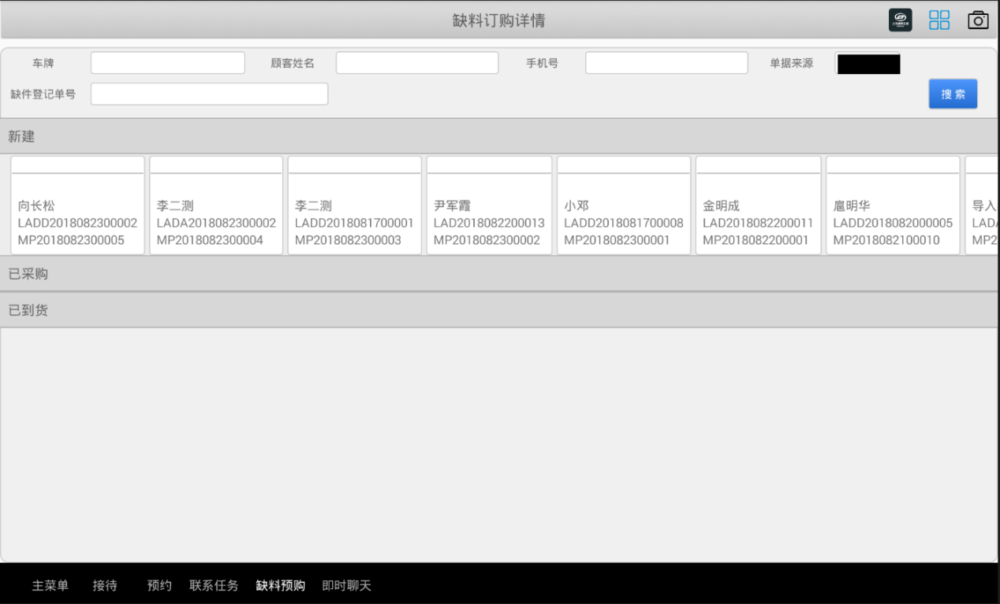 缺料订购详情
车牌 顾客姓名 手机号 单据来源
缺件登记单号 搜 索
新建
向长松 李二测 李二测 尹军霞 小邓 金明成 扈明华 导入
LADD2018082300002 LADA2018082300002 LADD2018081700001 LAD2018082200013 LADD2018081700008 LAD2018082200011 LADD2018082000005 LADA
MP2018082300005 MP2018082300004 MP2018082300003 MP2018082300002 MP2018082300001 MP2018082200001 MP2018082100010 MP2
已采购
已到货
主菜单 接待 预约 联系任务 缺料预购 即时聊天